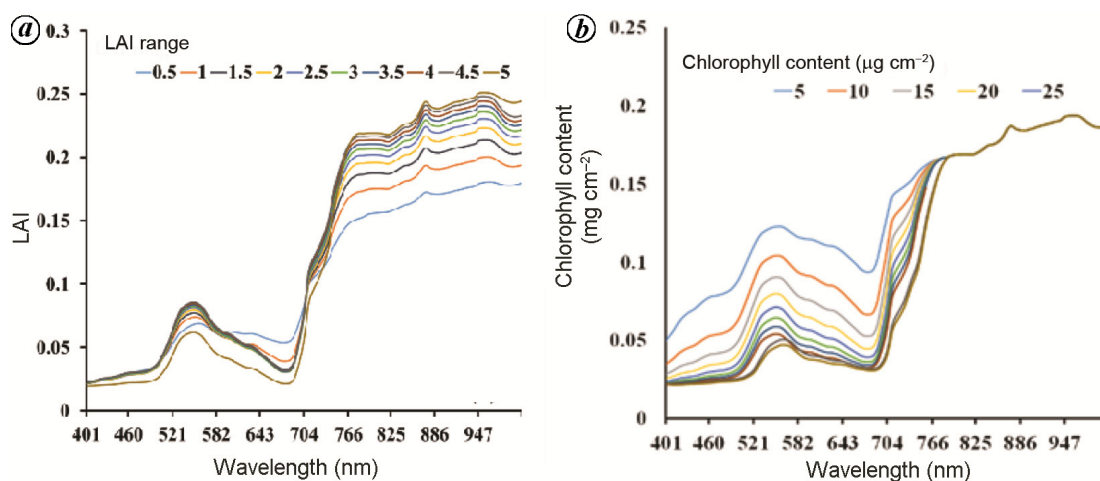 a
LAI range
0.5 1 1.5 2 2.5 3 3.5 4 4.5 5
0.3
0.25
0.2
0.15
0.1
0.05
0
LAI
401 460 521 582 643 704 766 825 886 947
Wavelength (nm)
b
Chlorophyll content (μg cm⁻²)
5 10 15 20 25
0.2
0.15
0.1
0.05
0
Chlorophyll content
(mg cm⁻²)
401 460 521 582 643 704 766 825 886 947
Wavelength (nm)